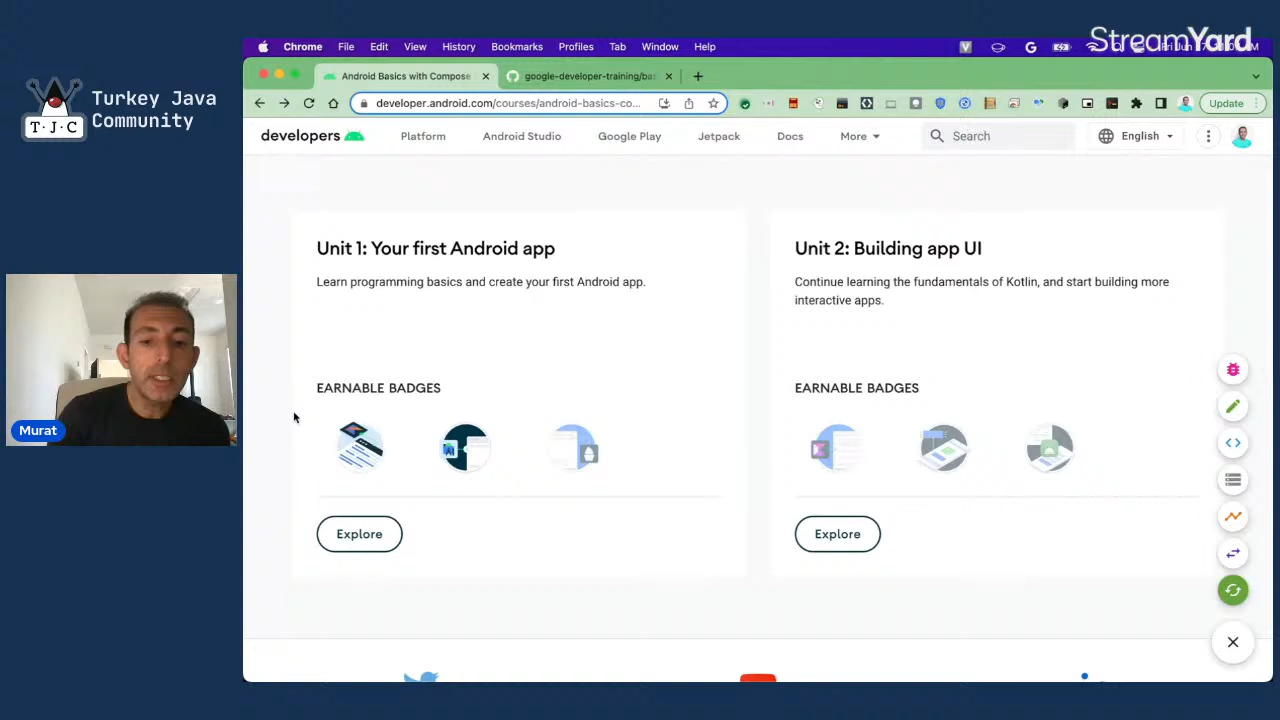 StreamYard
Turkey Java
Community
T·J·C
Murat
Chrome File Edit View History Bookmarks Profiles Tab Window Help
Android Basics with Compose
google-developer-training/bas
developer.android.com/courses/android-basics-co...
Update
developers
Platform Android Studio Google Play Jetpack Docs More
Search
English
Unit 1: Your first Android app
Learn programming basics and create your first Android app.
EARNABLE BADGES
Explore
Unit 2: Building app UI
Continue learning the fundamentals of Kotlin, and start building more
interactive apps.
EARNABLE BADGES
Explore